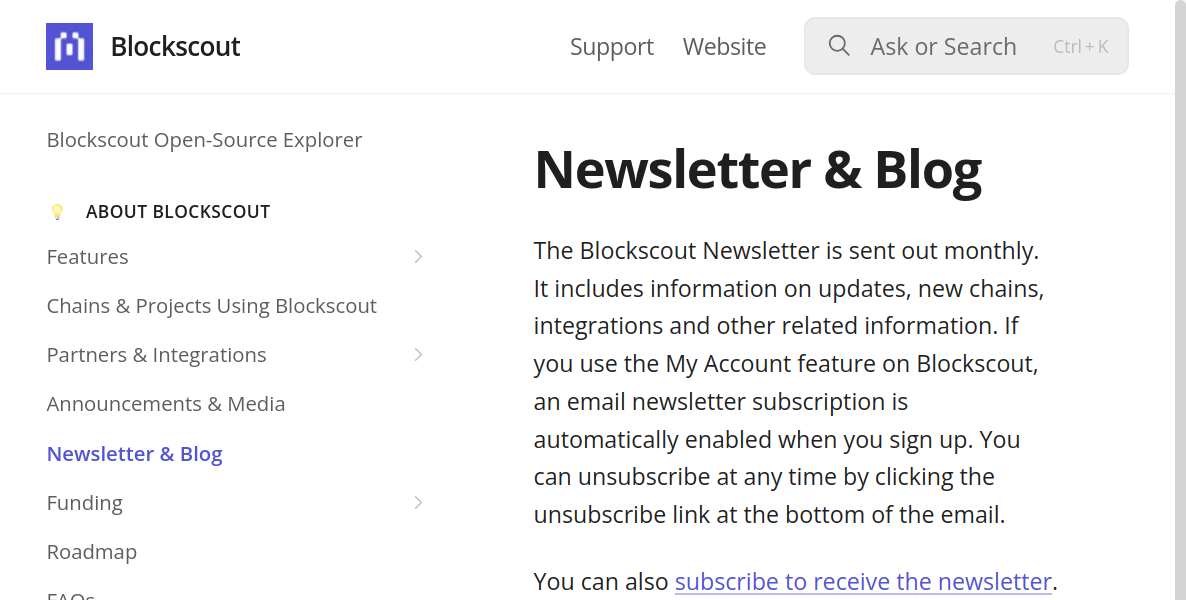 Blockscout
Support
Website
Ask or Search
Ctrl + K
Blockscout Open-Source Explorer
ABOUT BLOCKSCOUT
Features
Chains & Projects Using Blockscout
Partners & Integrations
Announcements & Media
Newsletter & Blog
Funding
Roadmap
FAQs
Newsletter & Blog
The Blockscout Newsletter is sent out monthly.
It includes information on updates, new chains,
integrations and other related information. If
you use the My Account feature on Blockscout,
an email newsletter subscription is
automatically enabled when you sign up. You
can unsubscribe at any time by clicking the
unsubscribe link at the bottom of the email.
You can also subscribe to receive the newsletter.